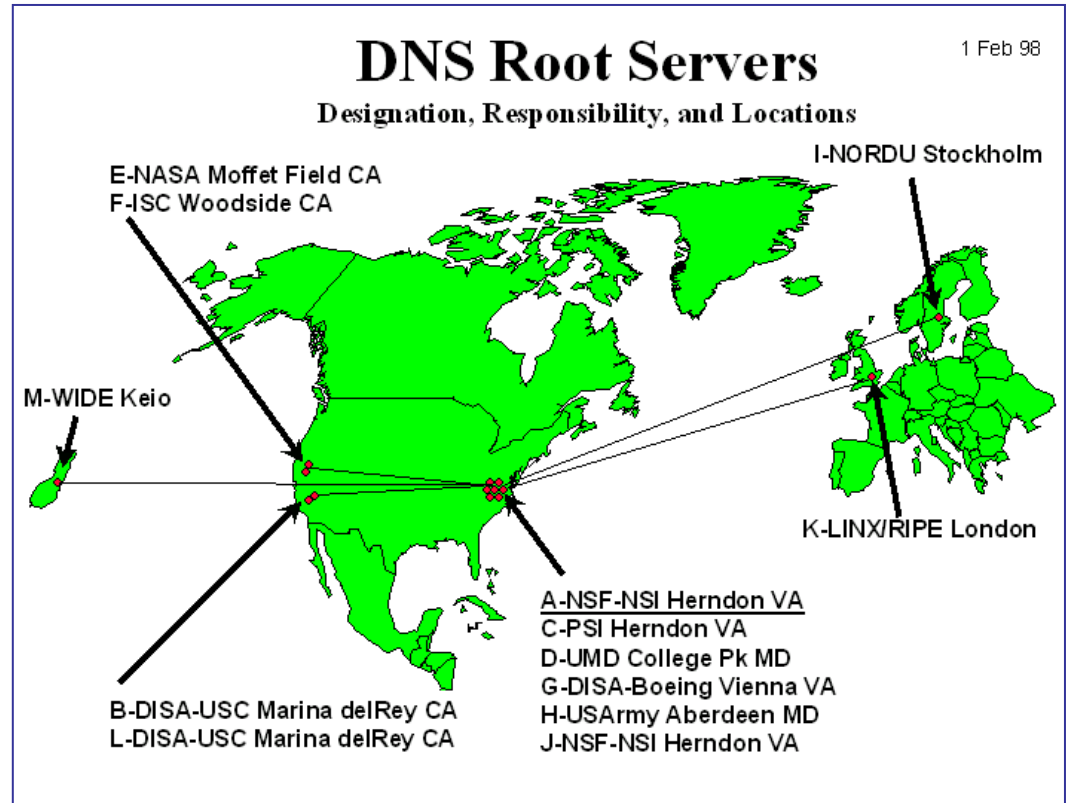 DNS Root Servers
1 Feb 98
Designation, Responsibility, and Locations
I-NORDU Stockholm
E-NASA Moffet Field CA
F-ISC Woodside CA
M-WIDE Keio
K-LINX/RIPE London
A-NSF-NSI Herndon VA
C-PSI Herndon VA
D-UMD College Pk MD
G-DISA-Boeing Vienna VA
H-USArmy Aberdeen MD
J-NSF-NSI Herndon VA
B-DISA-USC Marina delRey CA
L-DISA-USC Marina delRey CA